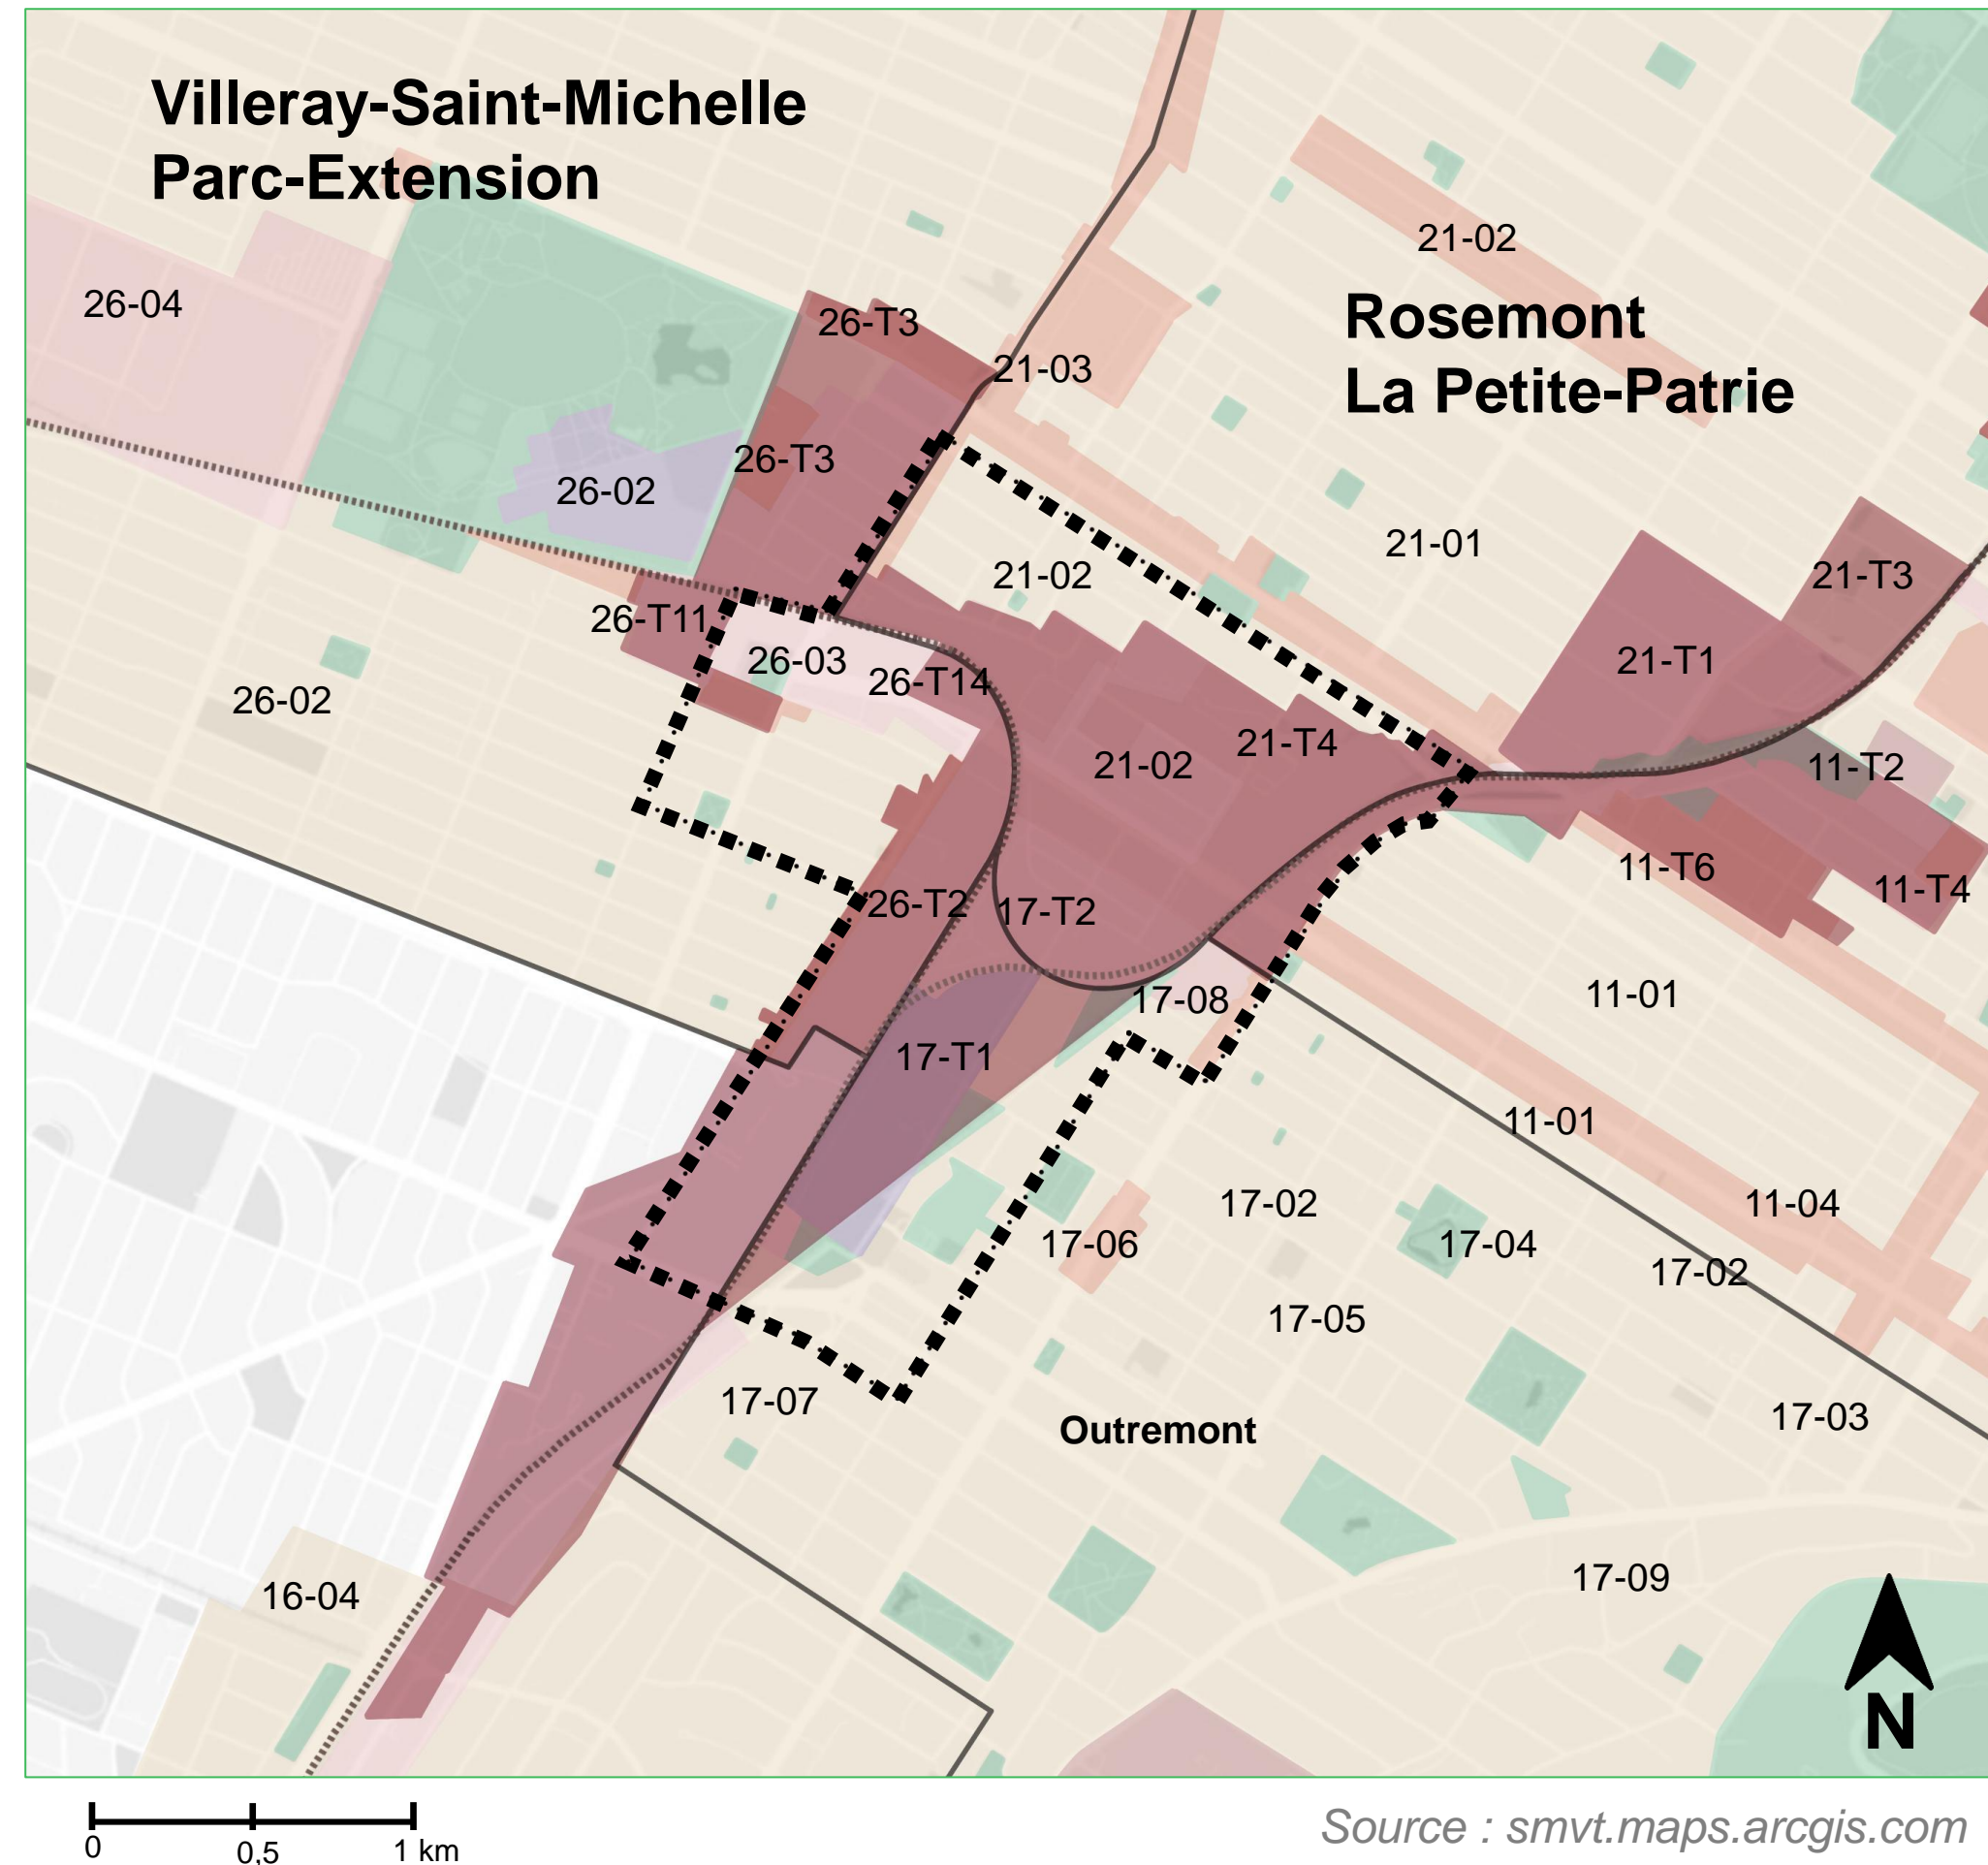 Villeray-Saint-Michelle
Parc-Extension
21-02
26-04
Rosemont
La Petite-Patrie
26-T3
21-03
26-T3
26-02
21-01
21-02
21-T3
26-T11
26-03
26-T14
21-T1
26-02
21-T4
21-02
11-T2
11-T6
11-T4
26-T2
17-T2
17-08
11-01
17-T1
11-01
17-02
11-04
17-06
17-04
17-02
17-05
17-07
17-03
Outremont
16-04
17-09
N
0
0,5
1 km
Source : smvt.maps.arcgis.com